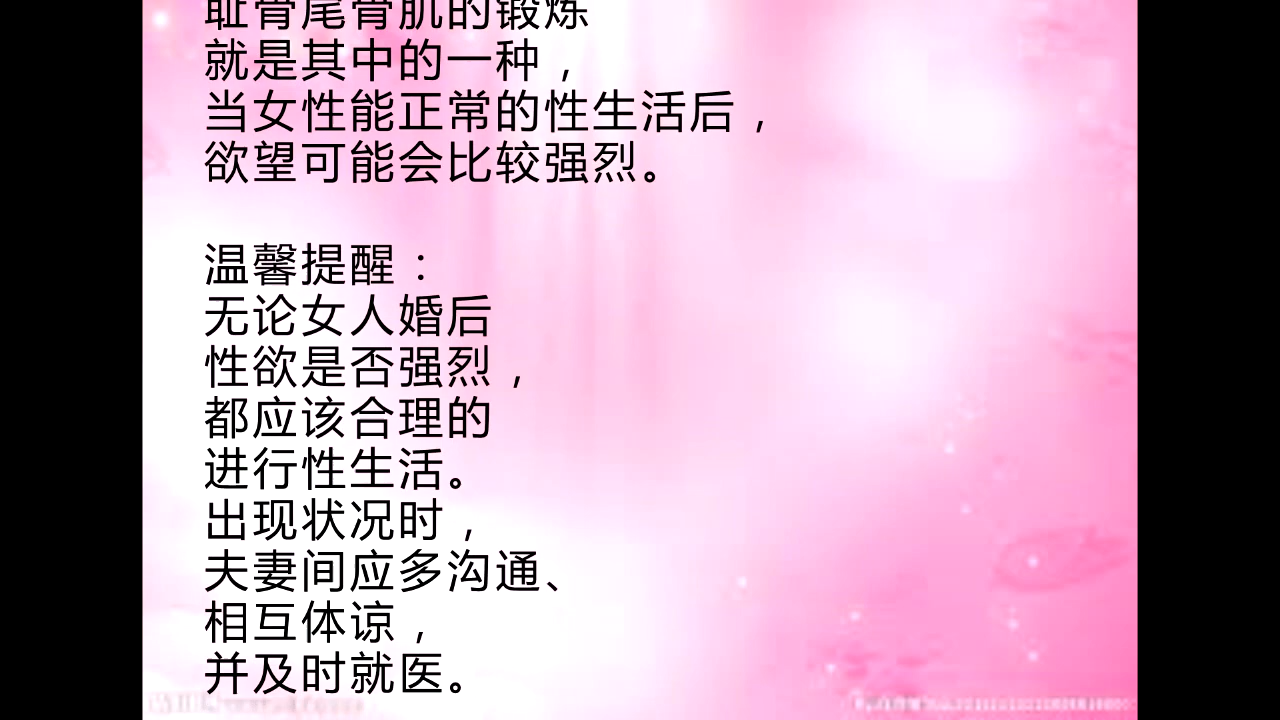 耻骨尾骨肌的锻炼
就是其中的一种，
当女性能正常的性生活后，
欲望可能会比较强烈。
温馨提醒：
无论女人婚后
性欲是否强烈，
都应该合理的
进行性生活。
出现状况时，
夫妻间应多沟通、
相互体谅，
并及时就医。